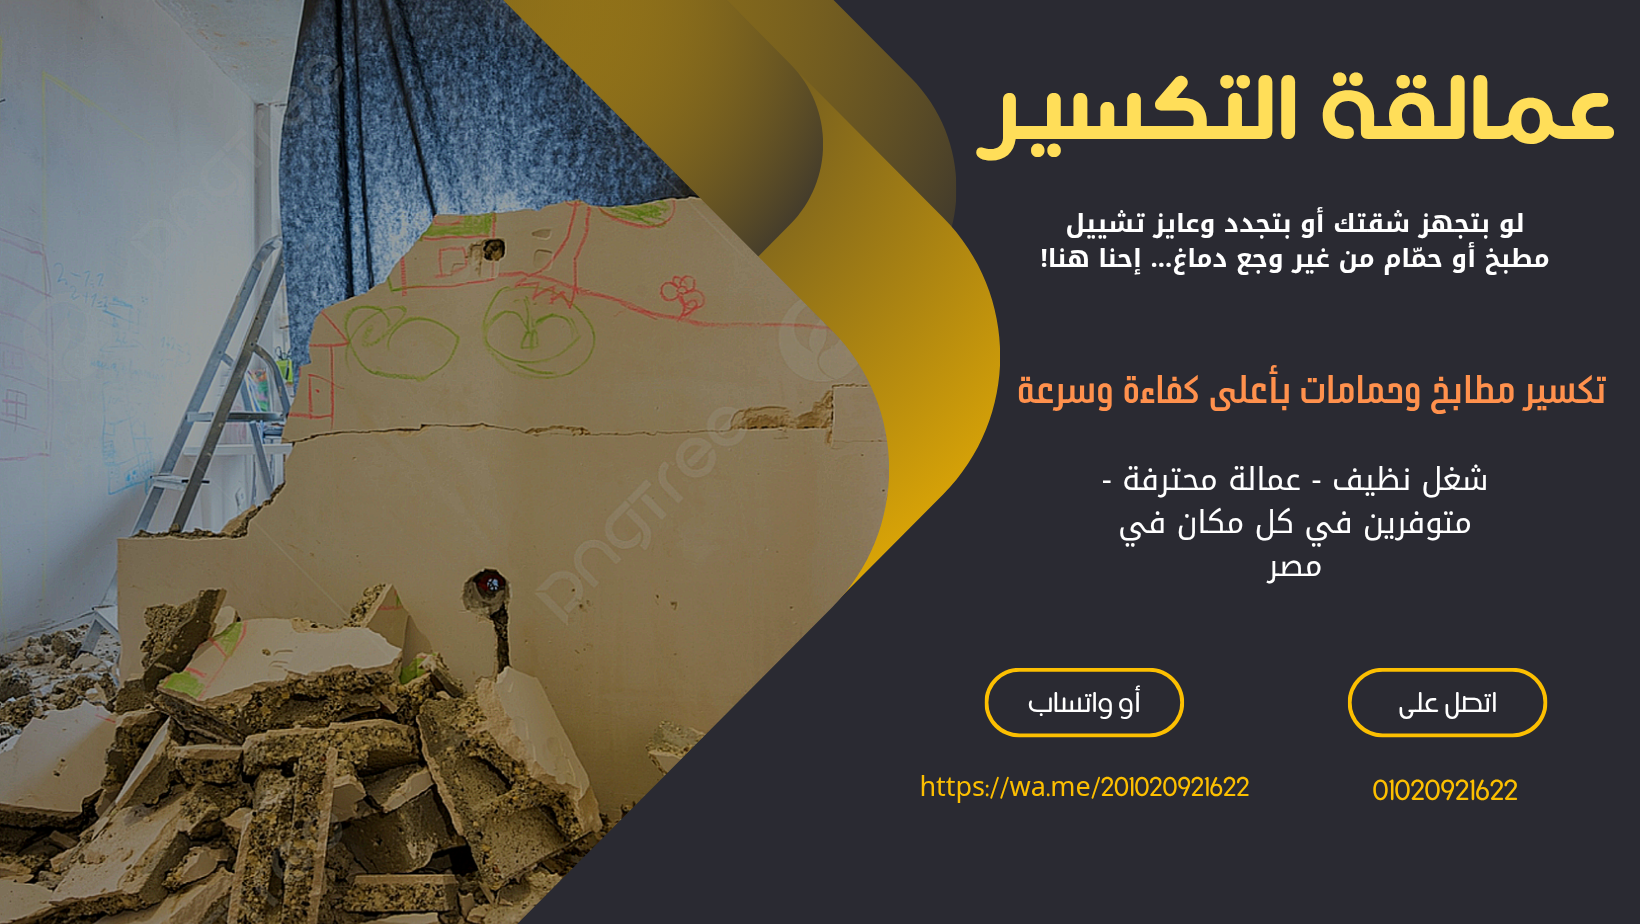 عمالقة التكسير
لو بتجهز شقتك أو بتجدد وعايز تشييل
مطبخ أو حمّام من غير وجع دماغ... إحنا هنا!
تكسير مطابخ وحمامات بأعلى كفاءة وسرعة
شغل نظيف - عمالة محترفة -
متوفرين في كل مكان في
مصر
اتصل على
أو واتساب
01020921622
https://wa.me/201020921622
pngtree